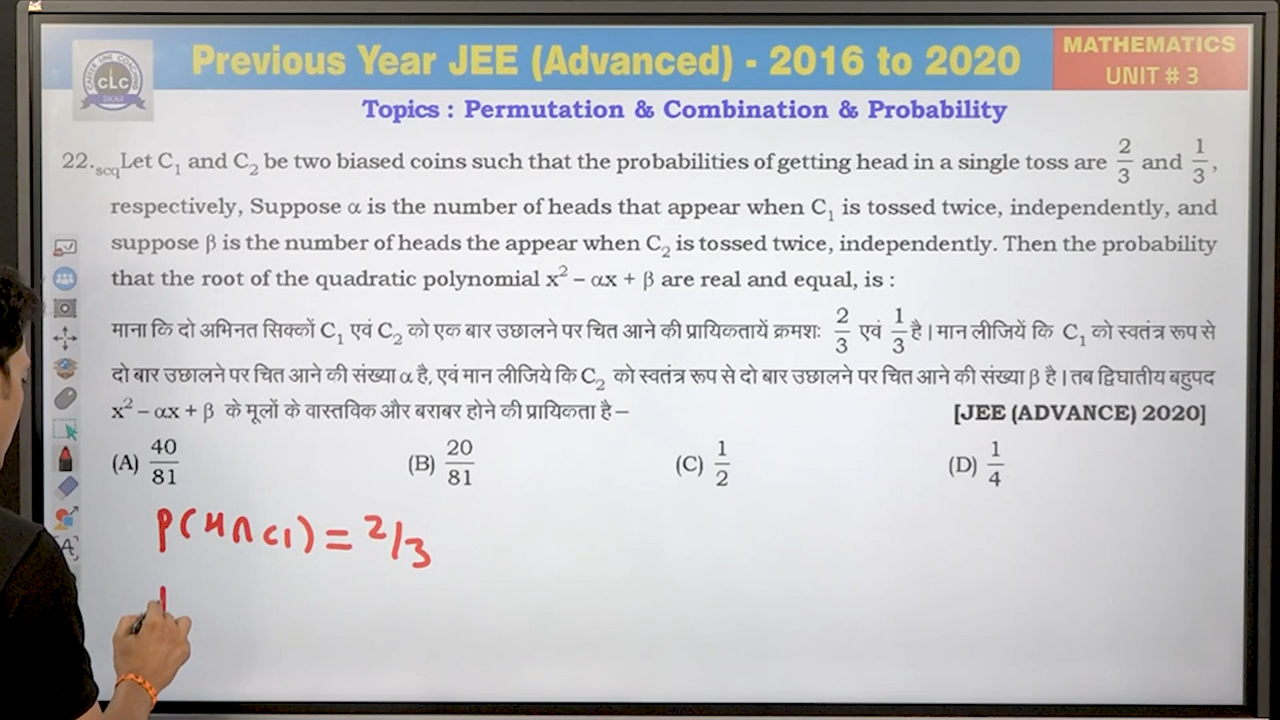 Previous Year JEE (Advanced) - 2016 to 2020
MATHEMATICS
UNIT # 3
CLC
SIKAR
Topics : Permutation & Combination & Probability
22.scq Let C₁ and C₂ be two biased coins such that the probabilities of getting head in a single toss are 2/3 and 1/3,
respectively, Suppose α is the number of heads that appear when C₁ is tossed twice, independently, and
suppose β is the number of heads the appear when C₂ is tossed twice, independently. Then the probability
that the root of the quadratic polynomial x² – αx + β are real and equal, is :
माना कि दो अभिनत सिक्कों C₁ एवं C₂ को एक बार उछालने पर चित आने की प्रायिकतायें क्रमशः 2/3 एवं 1/3 है। मान लीजियें कि C₁ को स्वतंत्र रूप से
दो बार उछालने पर चित आने की संख्या α है, एवं मान लीजिये कि C₂ को स्वतंत्र रूप से दो बार उछालने पर चित आने की संख्या β है। तब द्विघातीय बहुपद
x² – αx + β के मूलों के वास्तविक और बराबर होने की प्रायिकता है –
[JEE (ADVANCE) 2020]
(A) 40/81 (B) 20/81 (C) 1/2 (D) 1/4
P(H∩C1) = 2/3